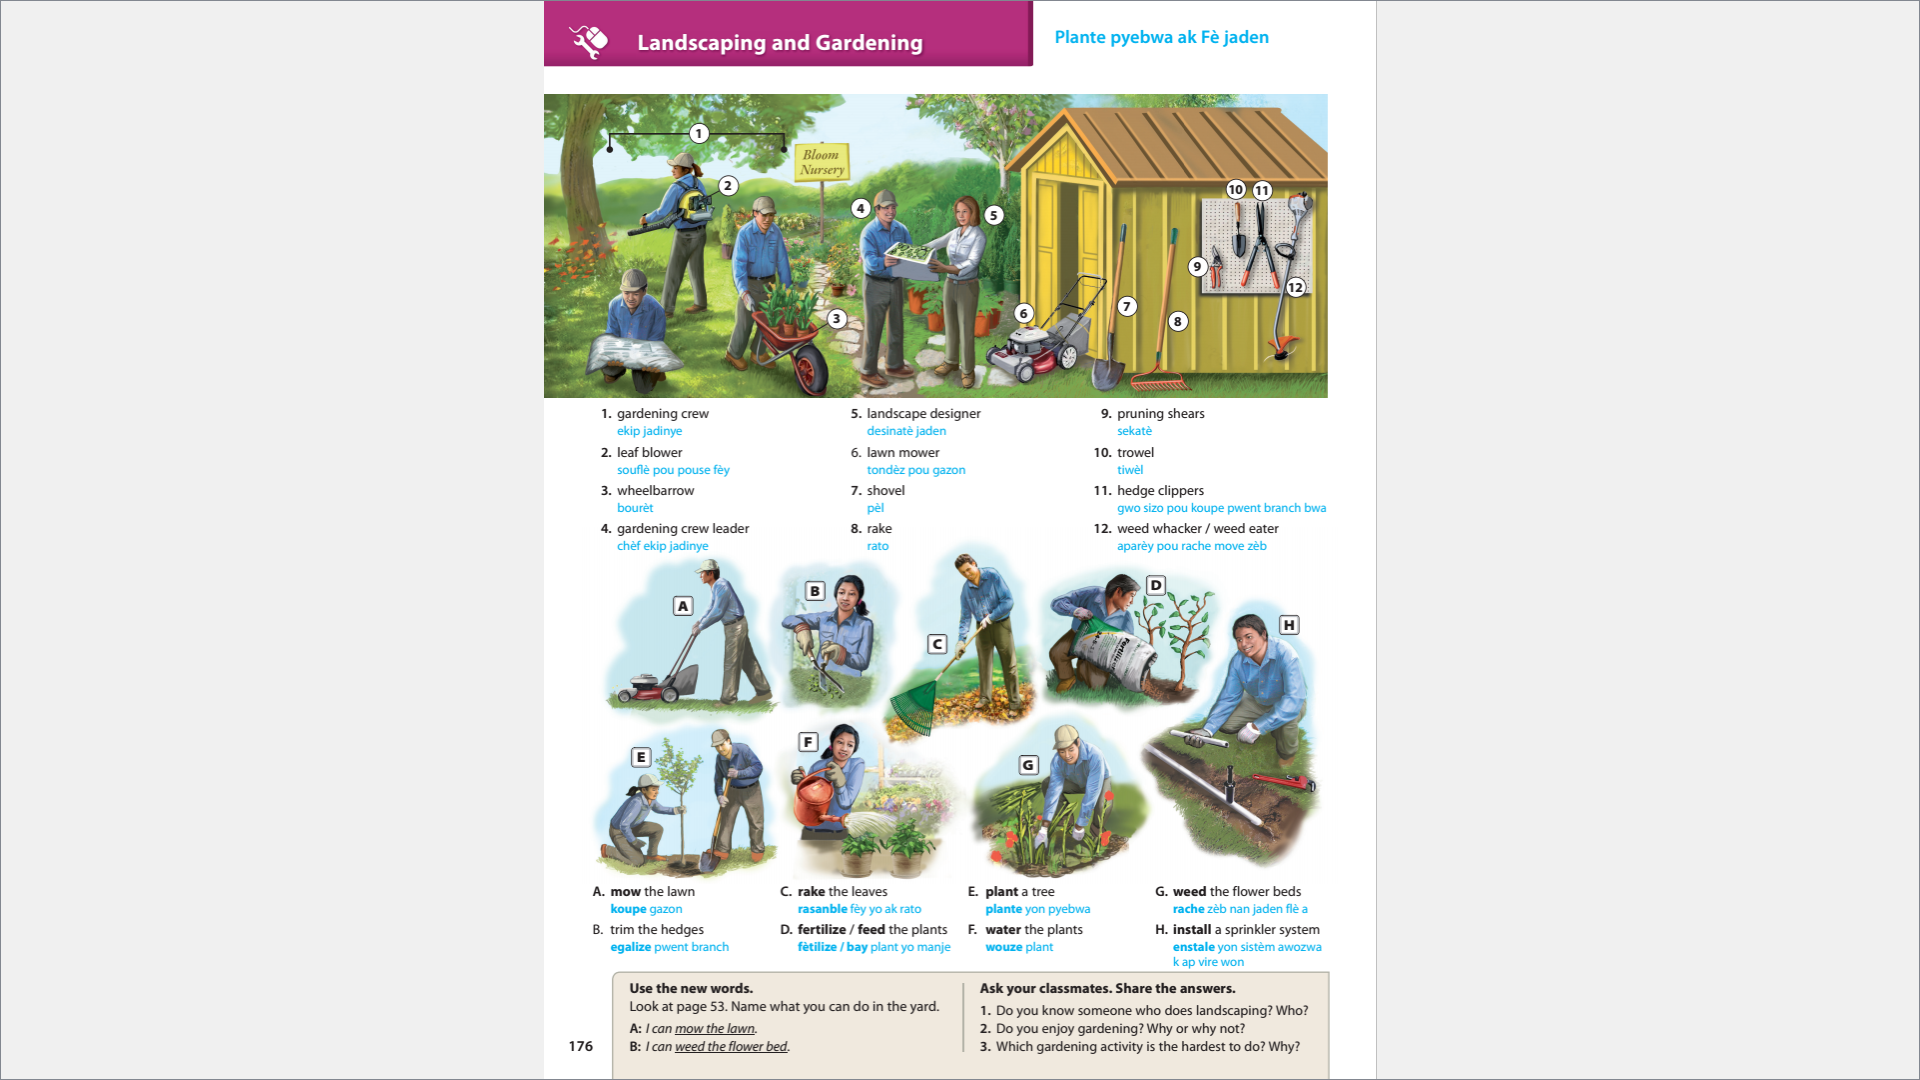 Landscaping and Gardening
Plante pyebwa ak Fè jaden
1
Bloom
Nursery
2
3
4
5
6
7
8
9
10
11
12
1. gardening crew
ekip jadinye
2. leaf blower
souflè pou pouse fèy
3. wheelbarrow
bourèt
4. gardening crew leader
chèf ekip jadinye
5. landscape designer
desinatè jaden
6. lawn mower
tondèz pou gazon
7. shovel
pèl
8. rake
rato
9. pruning shears
sekatè
10. trowel
tiwèl
11. hedge clippers
gwo sizo pou koupe pwent branch bwa
12. weed whacker / weed eater
aparèy pou rache move zèb
A
B
C
D
Fertilizer
H
E
F
G
A. mow the lawn
koupe gazon
B. trim the hedges
egalize pwent branch
C. rake the leaves
rasanble fèy yo ak rato
D. fertilize / feed the plants
fètilize / bay plant yo manje
E. plant a tree
plante yon pyebwa
F. water the plants
wouze plant
G. weed the flower beds
rache zèb nan jaden flè a
H. install a sprinkler system
enstale yon sistèm awozwa
k ap vire won
Use the new words.
Look at page 53. Name what you can do in the yard.
A: I can mow the lawn.
B: I can weed the flower bed.
Ask your classmates. Share the answers.
1. Do you know someone who does landscaping? Who?
2. Do you enjoy gardening? Why or why not?
3. Which gardening activity is the hardest to do? Why?
176